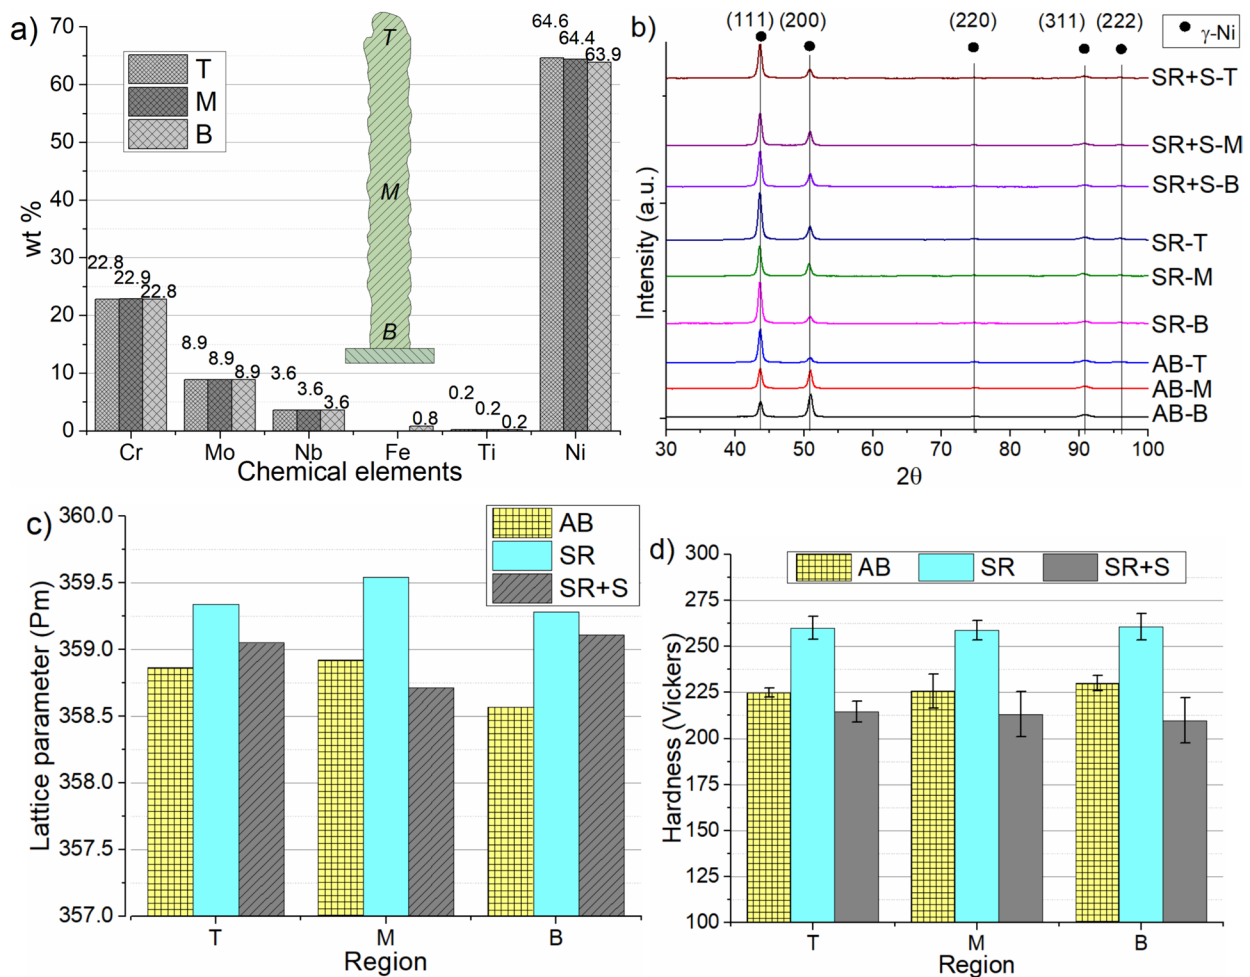 a)
70
60
50
40
30
20
10
0
wt %
T
M
B
T
M
B
22.8
22.9
22.8
8.9
8.9
8.9
3.6
3.6
3.6
0.8
0.2
0.2
0.2
64.6
64.4
63.9
Cr Mo Nb Fe Ti Ni
Chemical elements
b)
(111) (200) (220) (311) (222)
γ-Ni
SR+S-T
SR+S-M
SR+S-B
SR-T
SR-M
SR-B
AB-T
AB-M
AB-B
Intensity (a.u.)
30 40 50 60 70 80 90 100
2θ
c)
360.0
359.5
359.0
358.5
358.0
357.5
357.0
Lattice parameter (Pm)
AB
SR
SR+S
T M B
Region
d)
300
275
250
225
200
175
150
125
100
Hardness (Vickers)
AB SR SR+S
T M B
Region